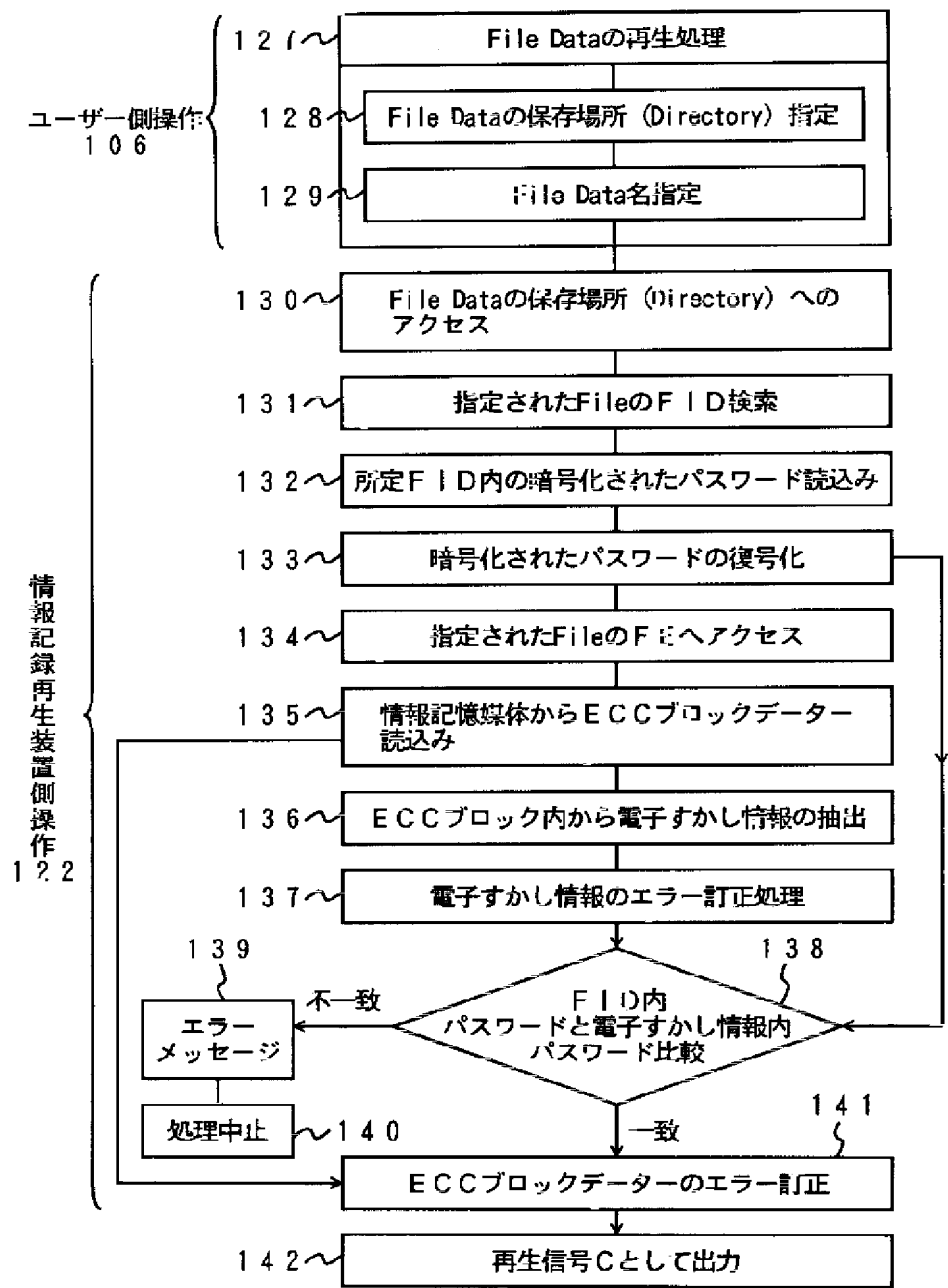 127 File Dataの再生処理
ユーザー側操作
106
128 File Dataの保存場所 (Directory) 指定
129 File Data名指定
130 File Dataの保存場所 (Directory) への
アクセス
131 指定されたFileのFID検索
132 所定FID内の暗号化されたパスワード読込み
133 暗号化されたパスワードの復号化
134 指定されたFileのFEへアクセス
情報記録再生装置側操作
122
135 情報記憶媒体からECCブロックデーター
読込み
136 ECCブロック内から電子すかし情報の抽出
137 電子すかし情報のエラー訂正処理
138
139
不一致
FID内
パスワードと電子すかし情報内
パスワード比較
エラー
メッセージ
処理中止 140
一致
141
ECCブロックデーターのエラー訂正
142 再生信号Cとして出力